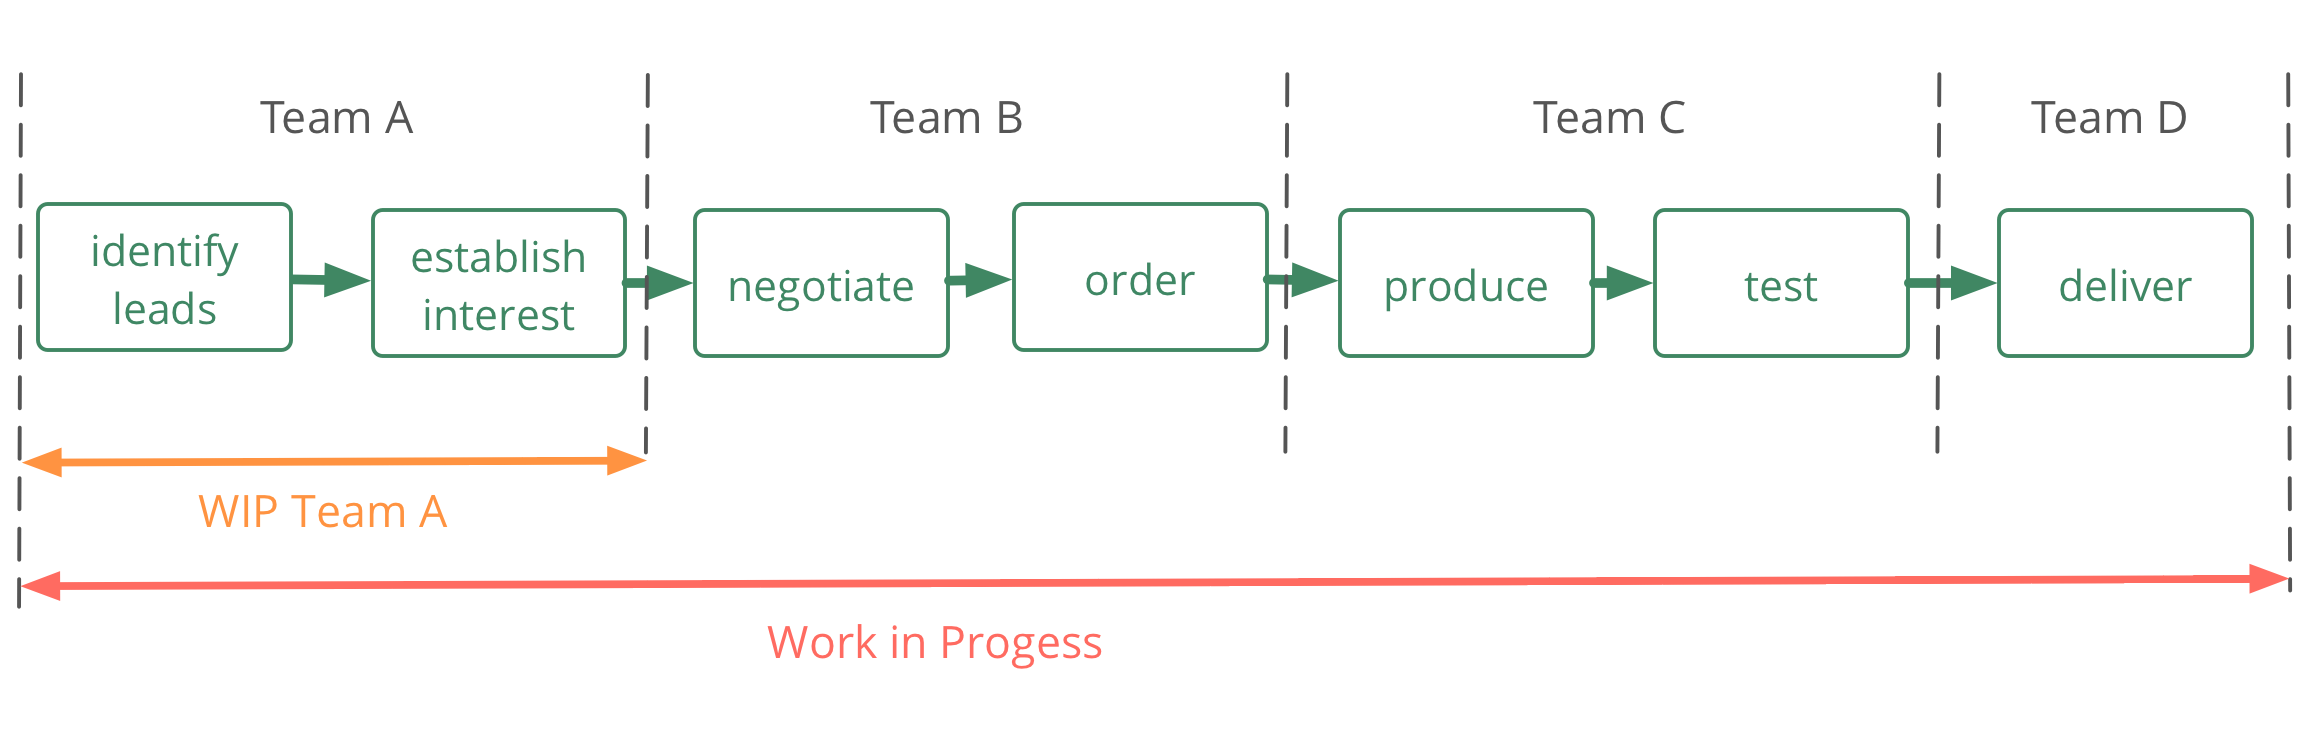 Team A
Team B
Team C
Team D
identify
leads
establish
interest
negotiate
order
produce
test
deliver
WIP Team A
Work in Progess